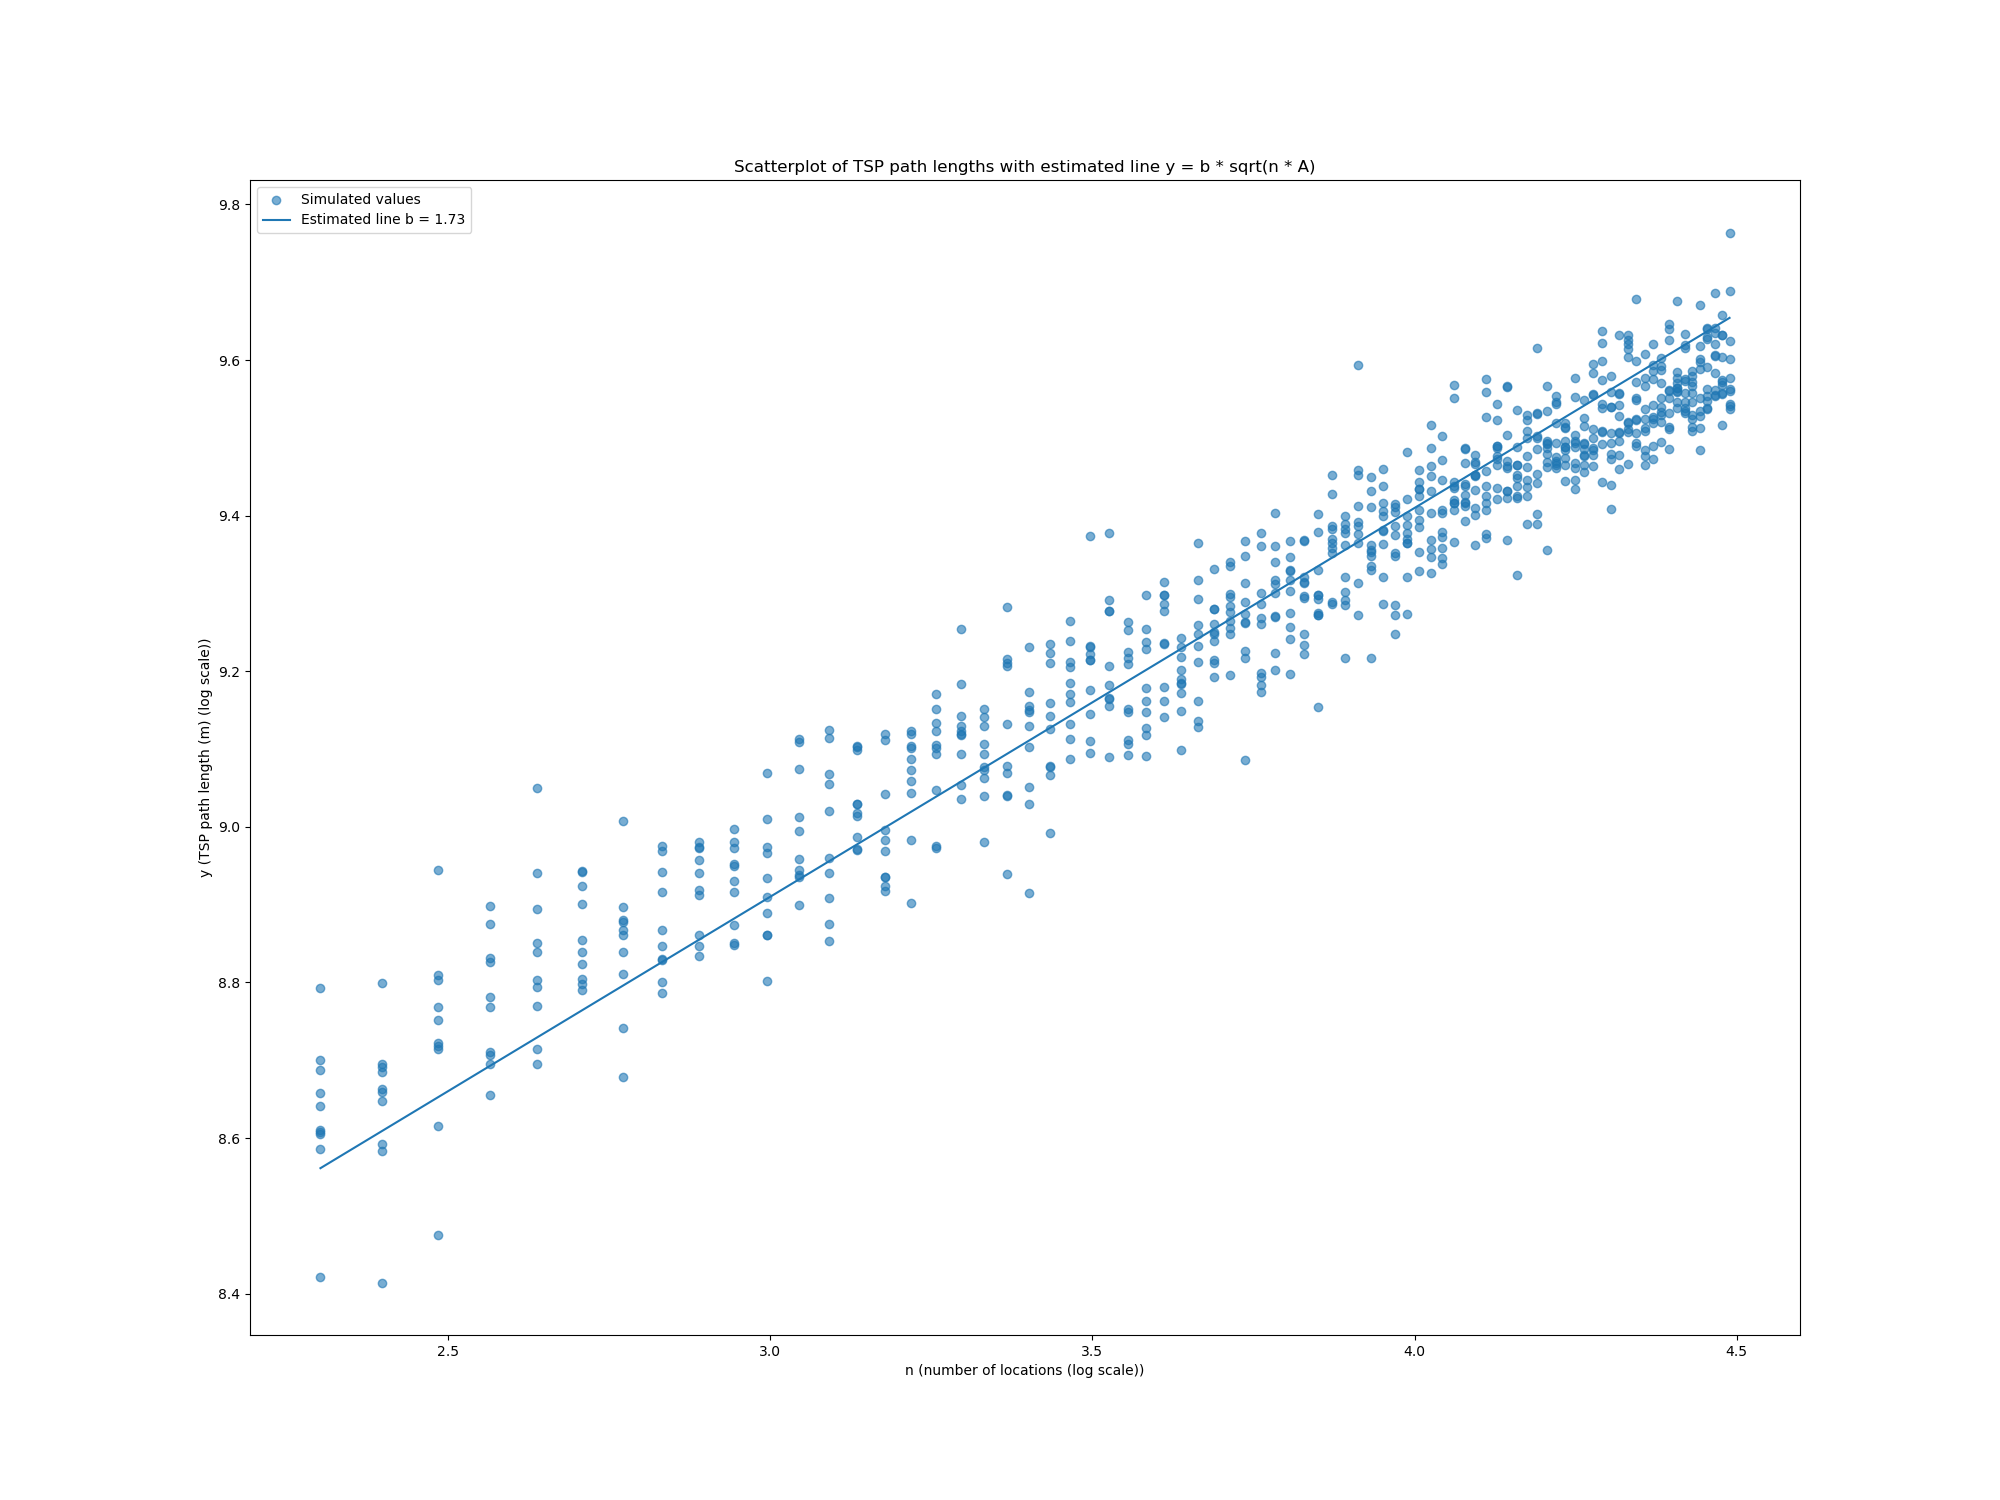 Scatterplot of TSP path lengths with estimated line y = b * sqrt(n * A)
Simulated values
Estimated line b = 1.73
9.8
9.6
9.4
9.2
9.0
8.8
8.6
8.4
y (TSP path length (m) (log scale))
2.5
3.0
3.5
4.0
4.5
n (number of locations (log scale))